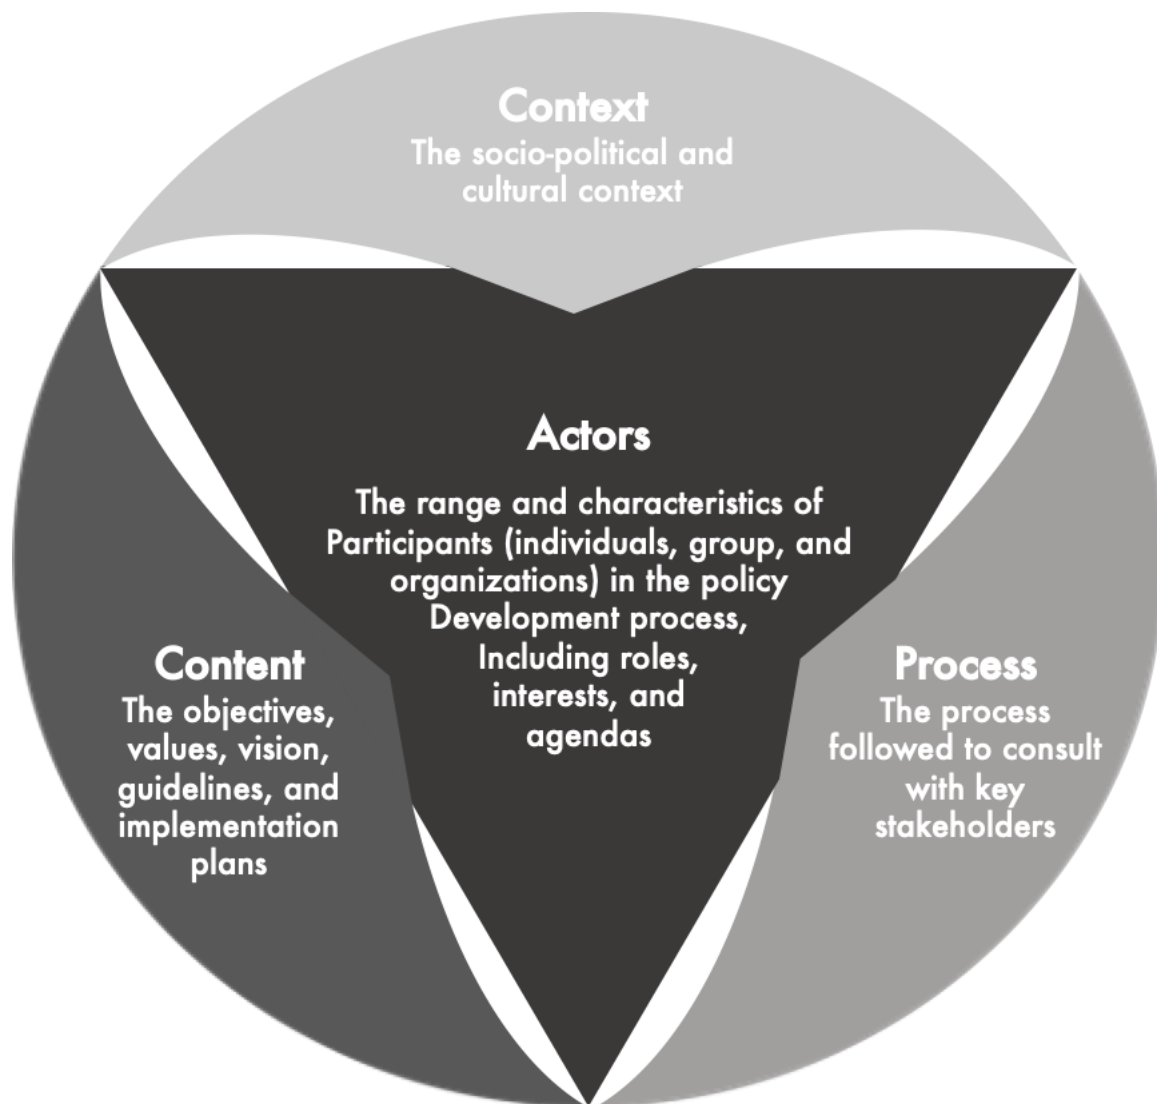 Context
The socio-political and
cultural context
Actors
The range and characteristics of
Participants (individuals, group, and
organizations) in the policy
Development process,
Including roles,
interests, and
agendas
Content
The objectives,
values, vision,
guidelines, and
implementation
plans
Process
The process
followed to consult
with key
stakeholders